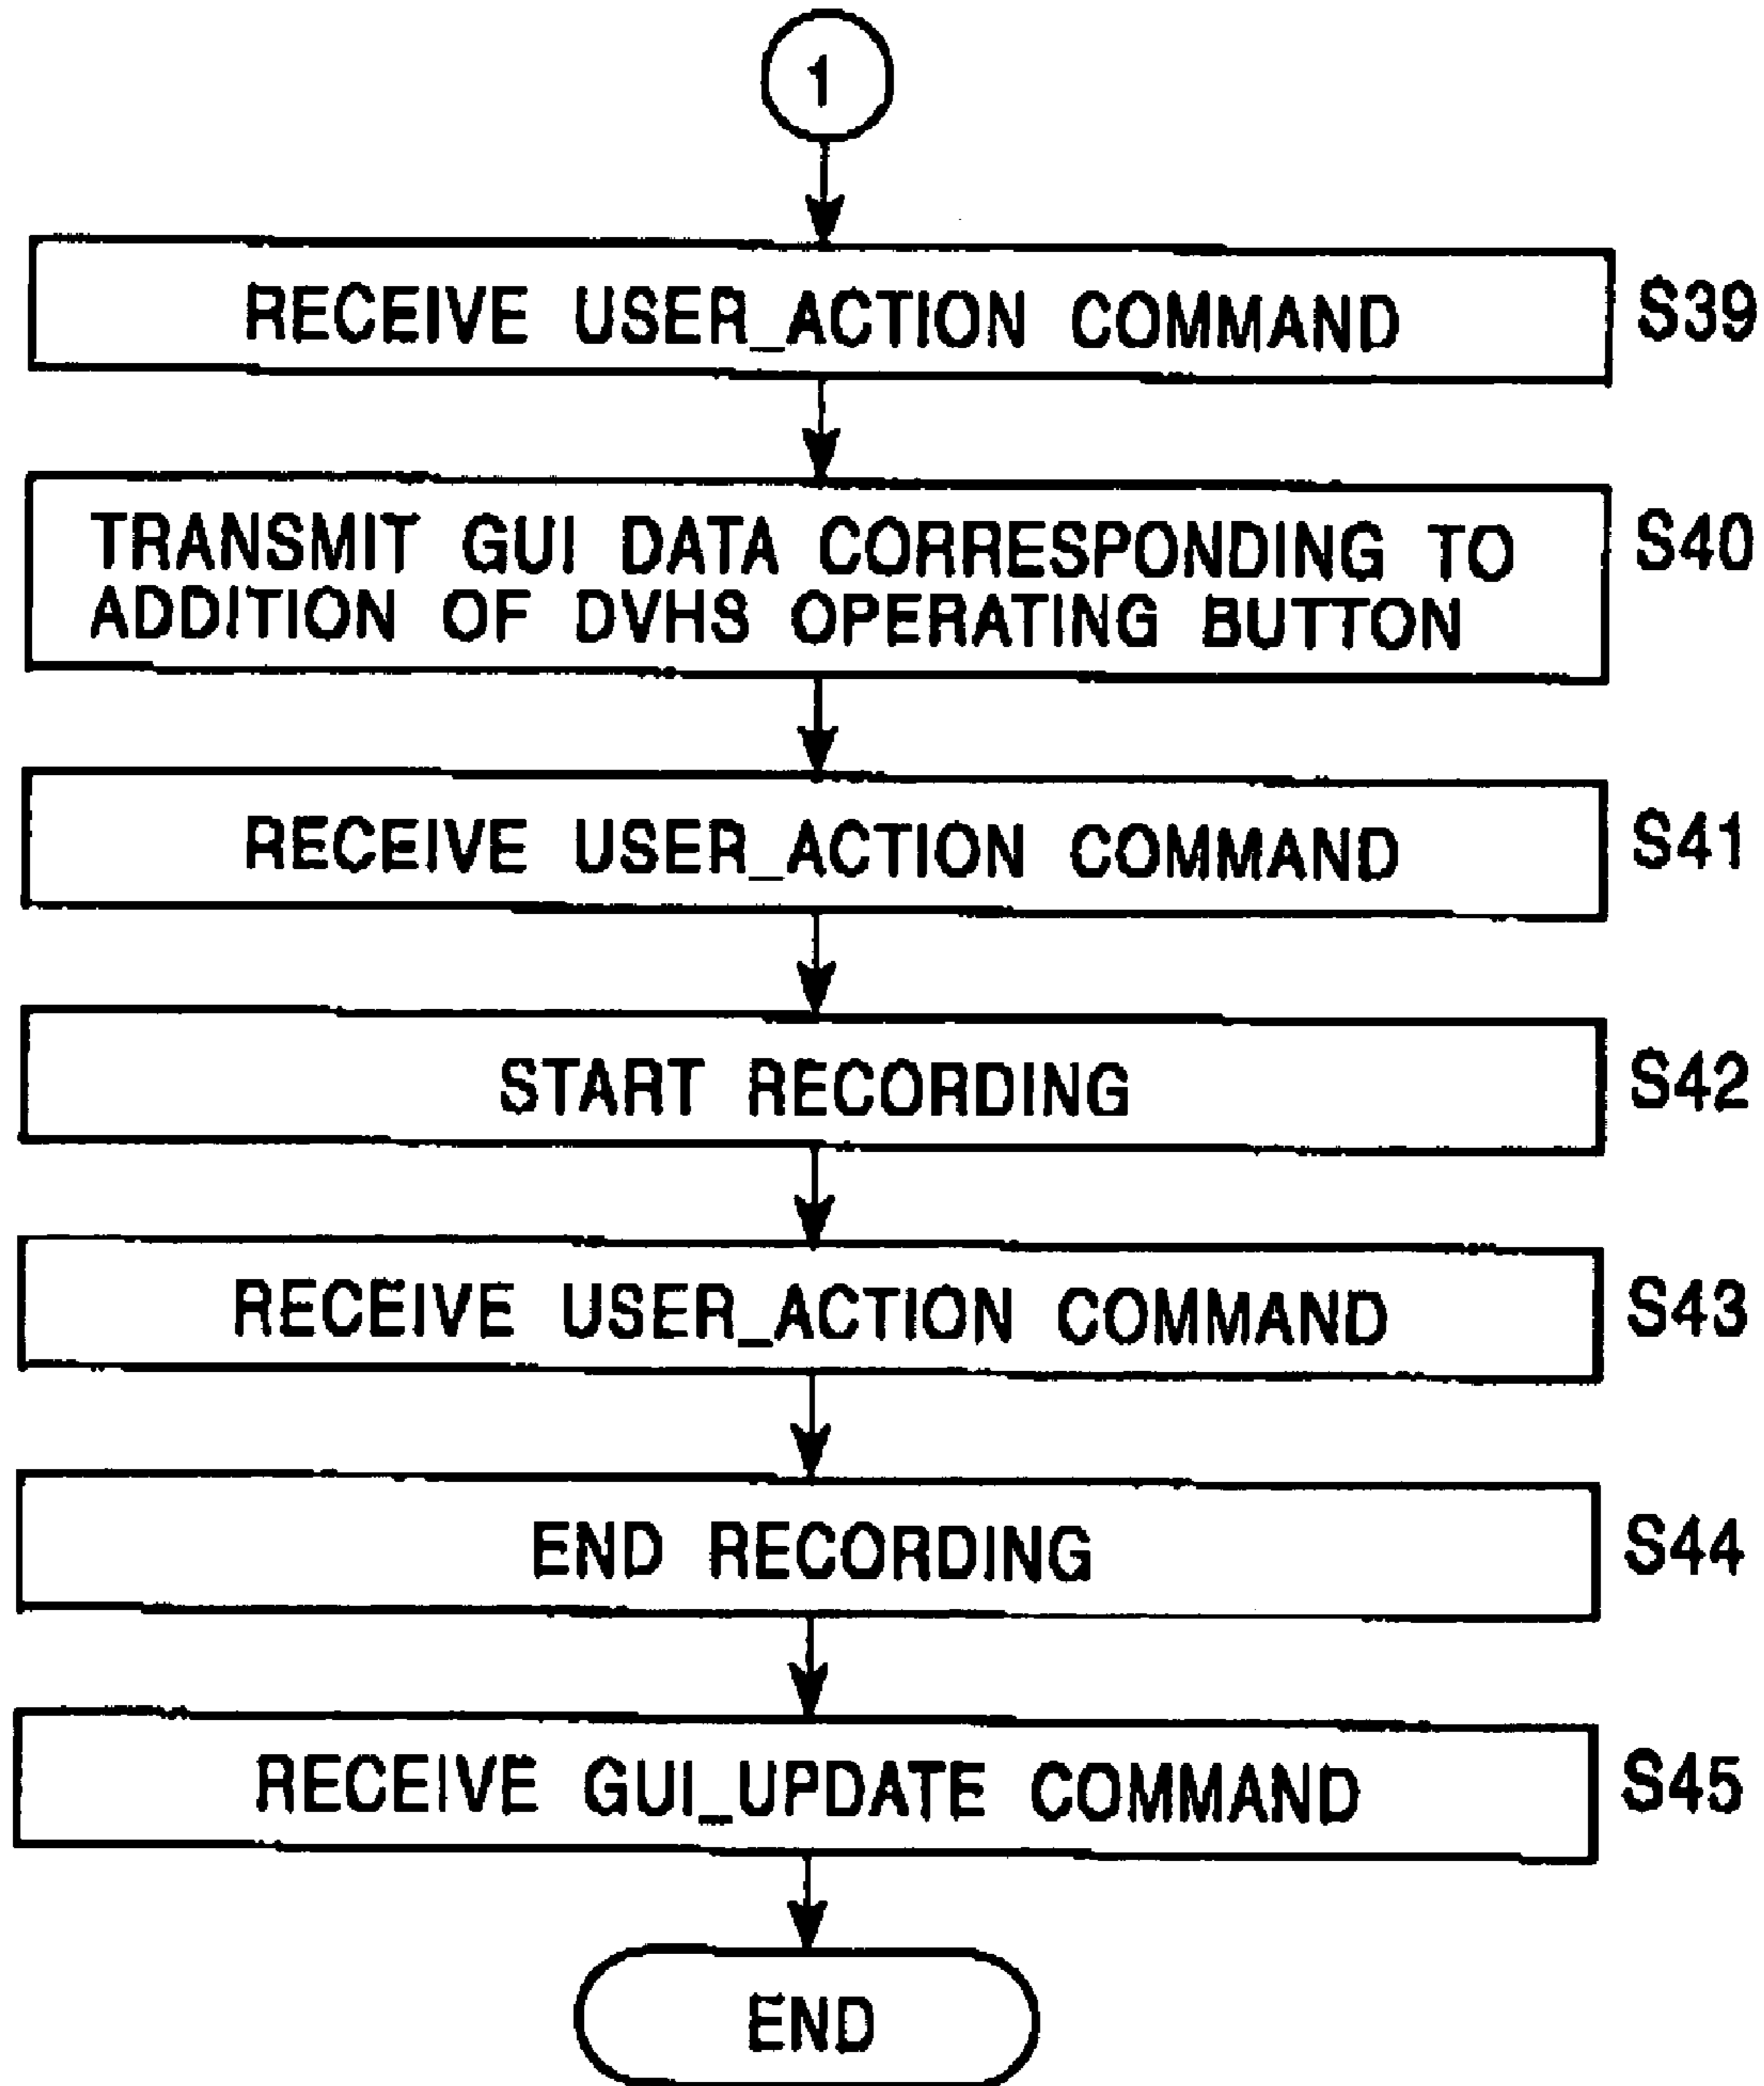 1
RECEIVE USER_ACTION COMMAND S39
TRANSMIT GUI DATA CORRESPONDING TO S40
ADDITION OF DVHS OPERATING BUTTON
RECEIVE USER_ACTION COMMAND S41
START RECORDING S42
RECEIVE USER_ACTION COMMAND S43
END RECORDING S44
RECEIVE GUI_UPDATE COMMAND S45
END